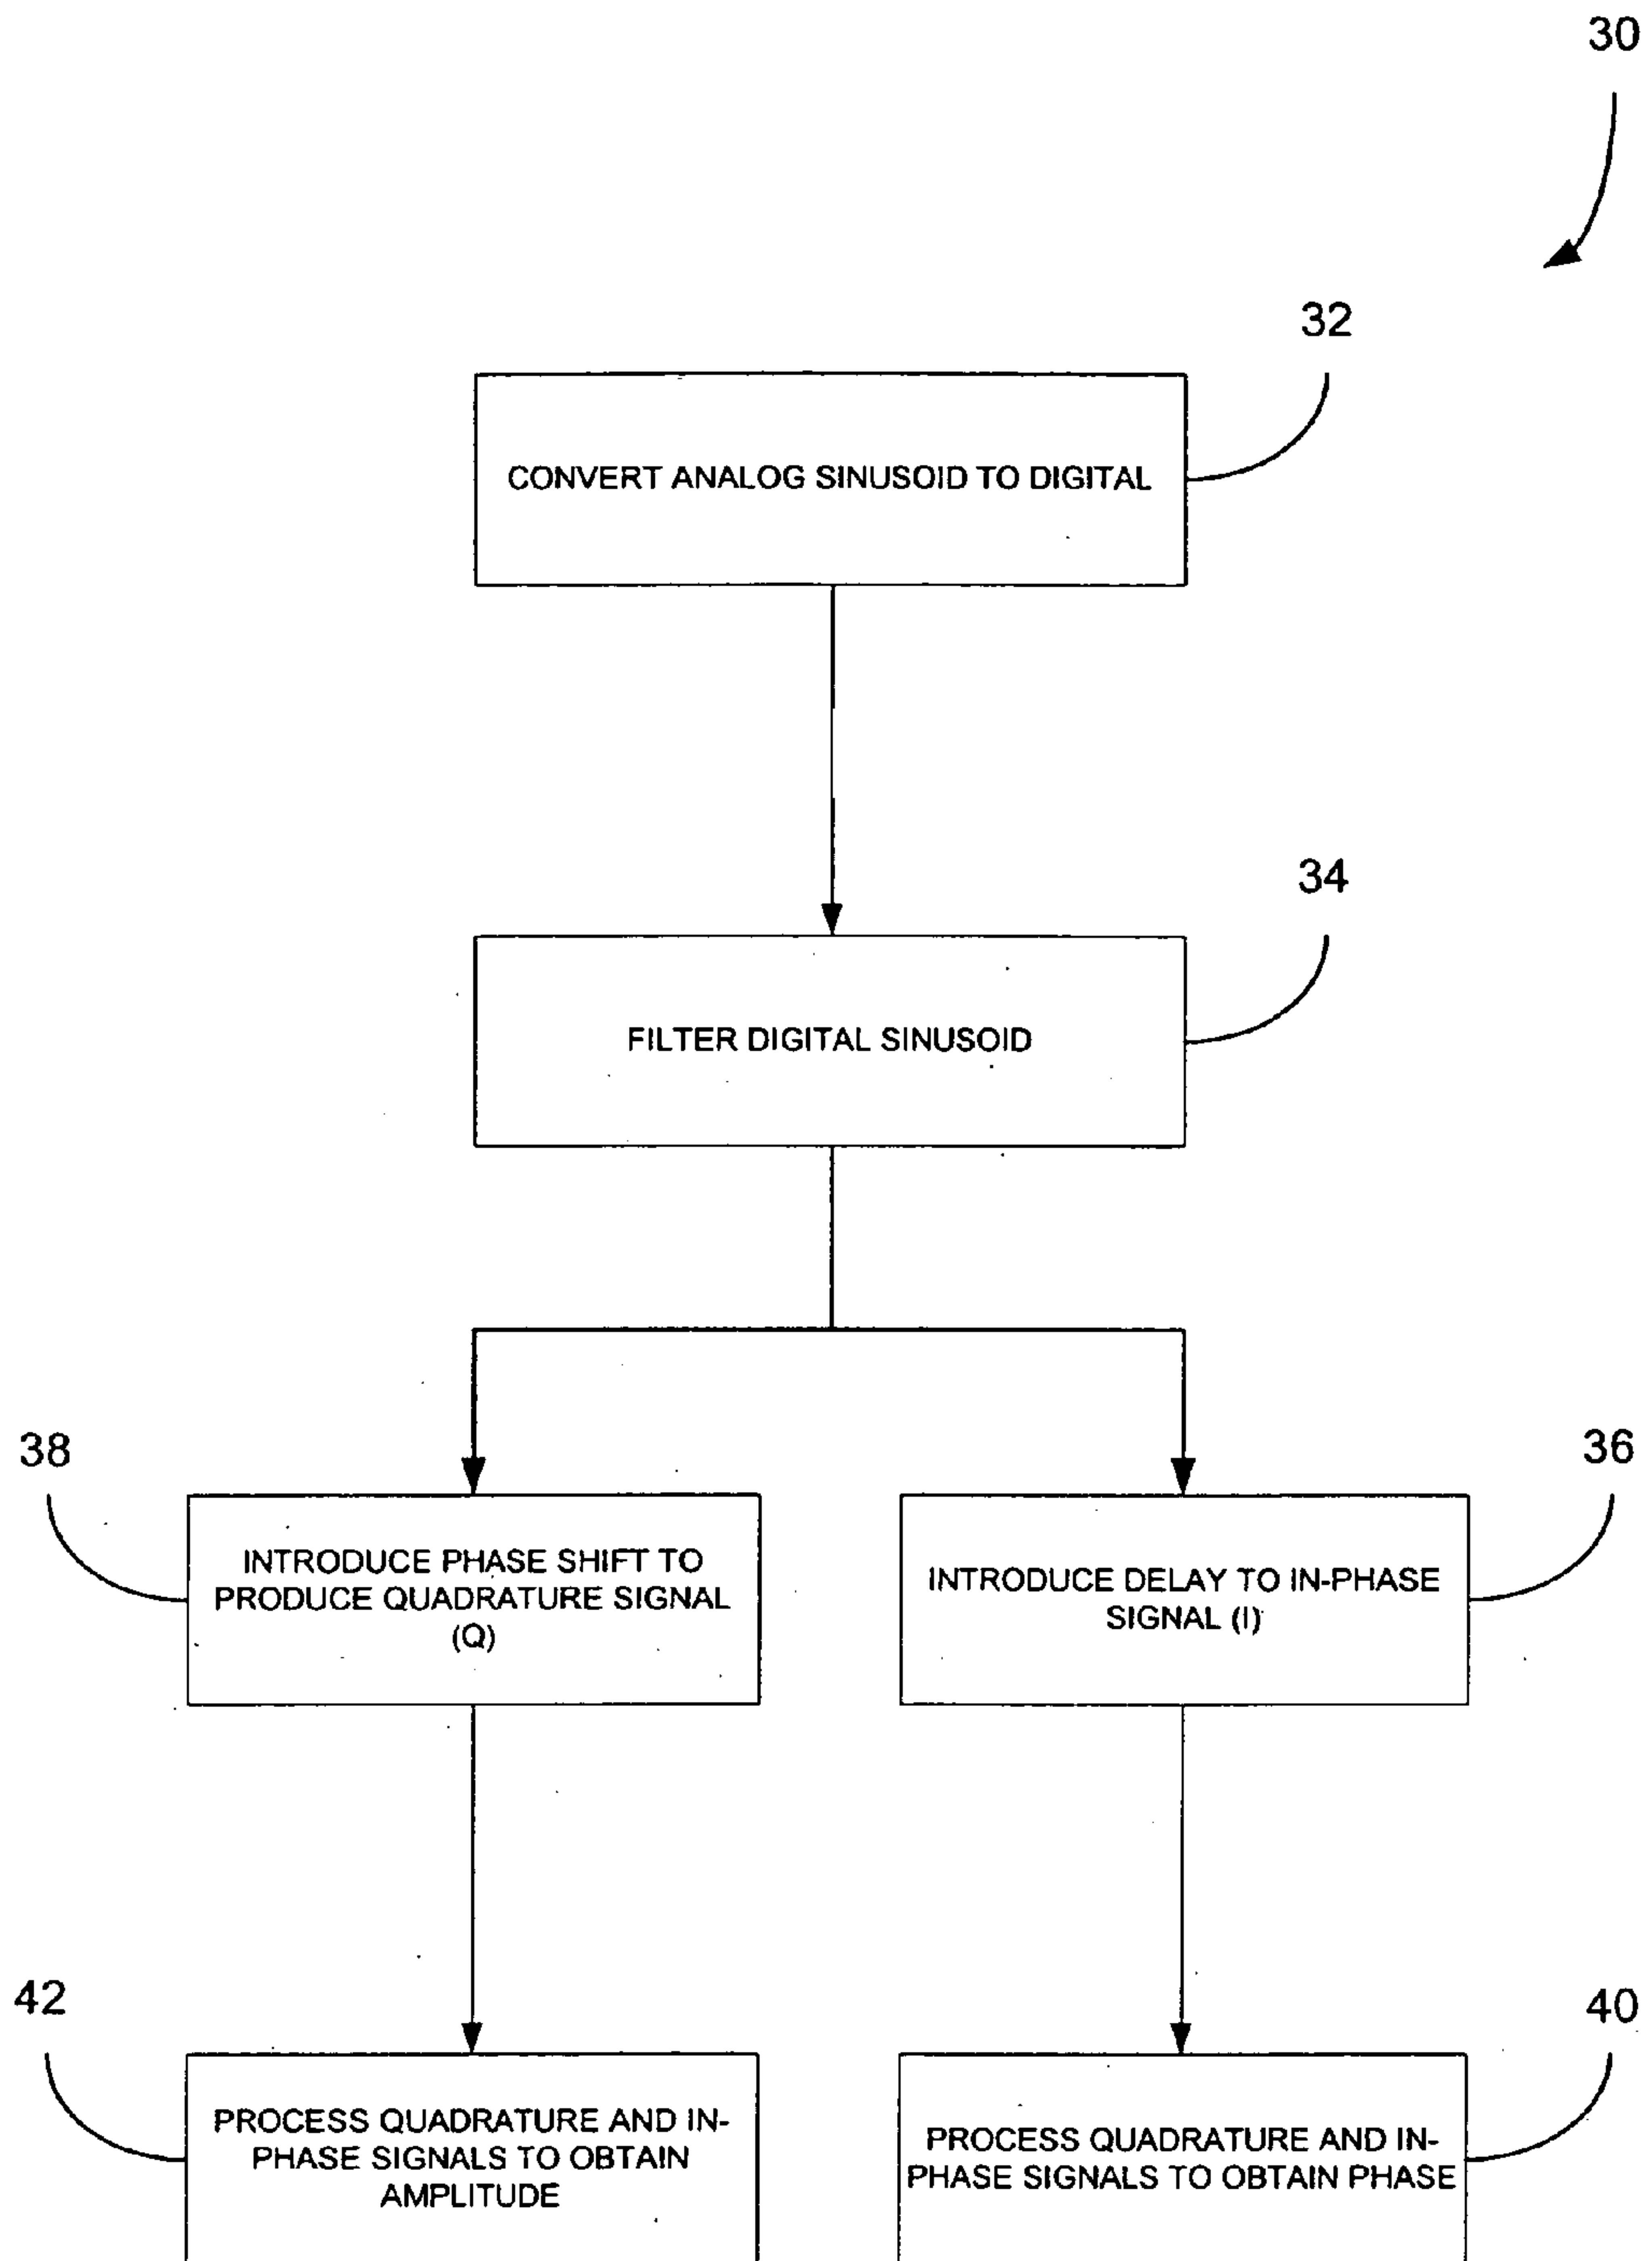 30
32
CONVERT ANALOG SINUSOID TO DIGITAL
34
FILTER DIGITAL SINUSOID
38
36
INTRODUCE PHASE SHIFT TO
PRODUCE QUADRATURE SIGNAL
(Q)
INTRODUCE DELAY TO IN-PHASE
SIGNAL (I)
42
40
PROCESS QUADRATURE AND IN-
PHASE SIGNALS TO OBTAIN
AMPLITUDE
PROCESS QUADRATURE AND IN-
PHASE SIGNALS TO OBTAIN PHASE